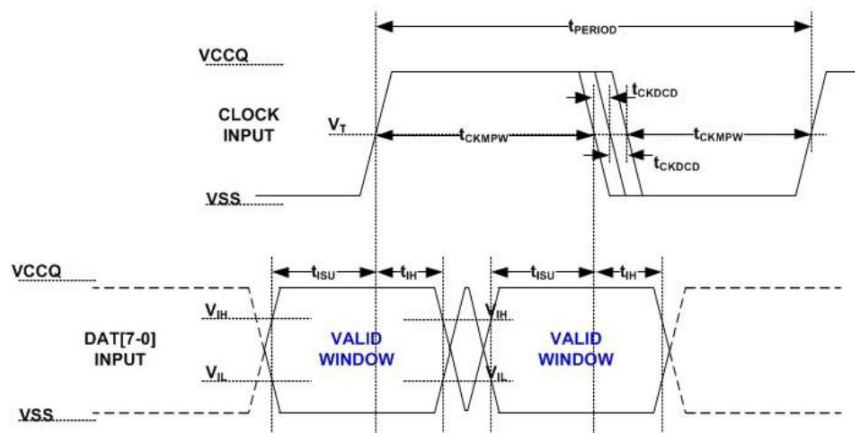 tPERIOD
VCCQ
tCKDCD
CLOCK
INPUT
VT
tCKMPW
tCKMPW
tCKDCD
VSS
VCCQ
tISU
tIH
tISU
tIH
VIH
VIH
DAT[7-0]
INPUT
VALID
WINDOW
VALID
WINDOW
VIL
VIL
VSS